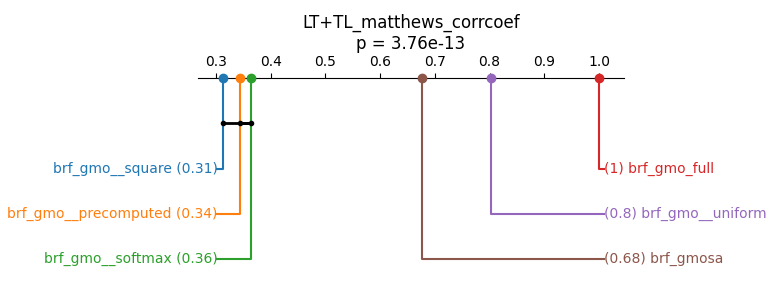 LT+TL_matthews_corrcoef
p = 3.76e-13
0.3 0.4 0.5 0.6 0.7 0.8 0.9 1.0
brf_gmo__square (0.31)
(1) brf_gmo_full
brf_gmo__precomputed (0.34)
(0.8) brf_gmo__uniform
brf_gmo__softmax (0.36)
(0.68) brf_gmosa